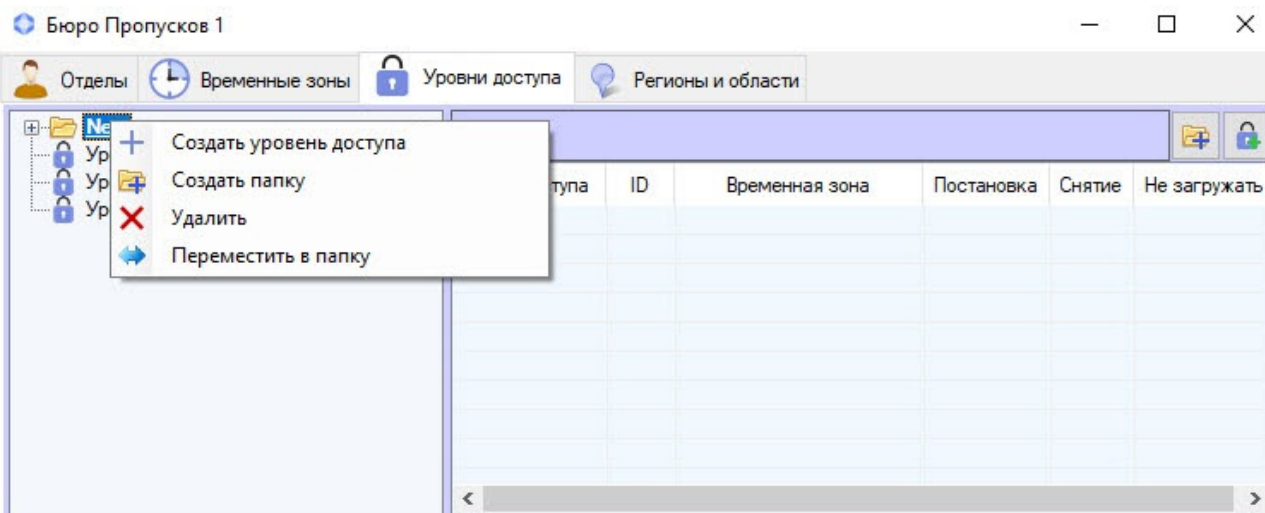 Бюро Пропусков 1
Отделы Временные зоны Уровни доступа Регионы и области
Создать уровень доступа
Создать папку
Удалить
Переместить в папку
ID Временная зона Постановка Снятие Не загружать